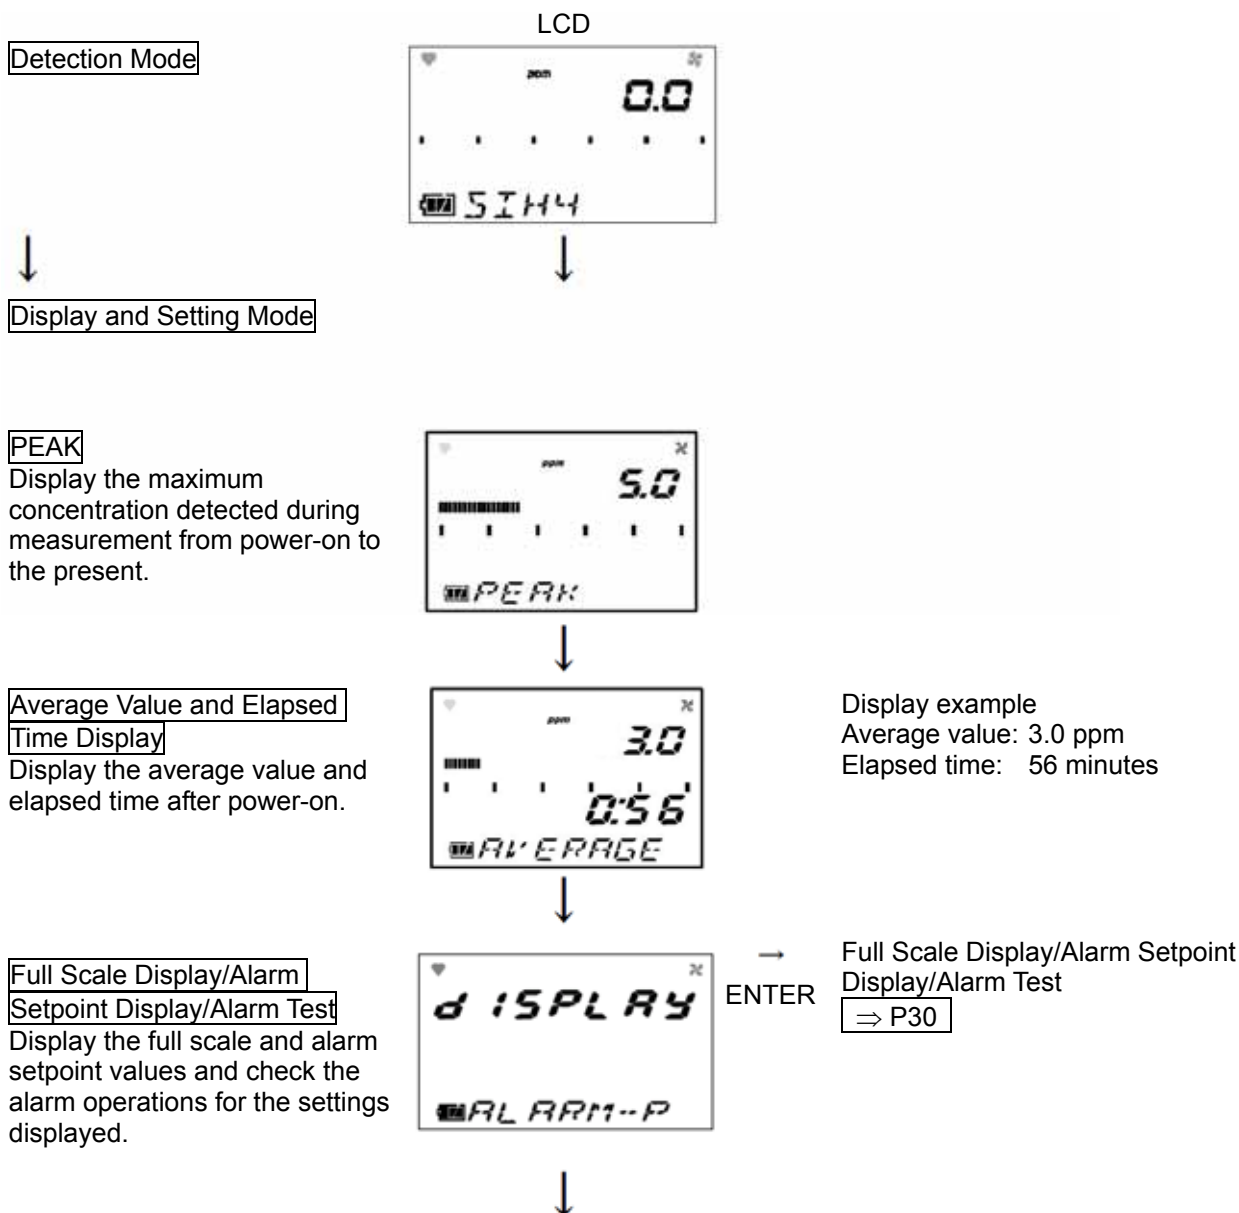 LCD
Detection Mode
ppm
0.0
SIH4
↓ ↓
Display and Setting Mode
PEAK
Display the maximum
concentration detected during
measurement from power-on to
the present.
ppm
5.0
PEAK
↓
Average Value and Elapsed
Time Display
Display the average value and
elapsed time after power-on.
ppm
3.0
0:56
AVERAGE
Display example
Average value: 3.0 ppm
Elapsed time: 56 minutes
↓
Full Scale Display/Alarm
Setpoint Display/Alarm Test
Display the full scale and alarm
setpoint values and check the
alarm operations for the settings
displayed.
dISPLAY
ALARM--P
→
ENTER
Full Scale Display/Alarm Setpoint
Display/Alarm Test
⇒ P30
↓